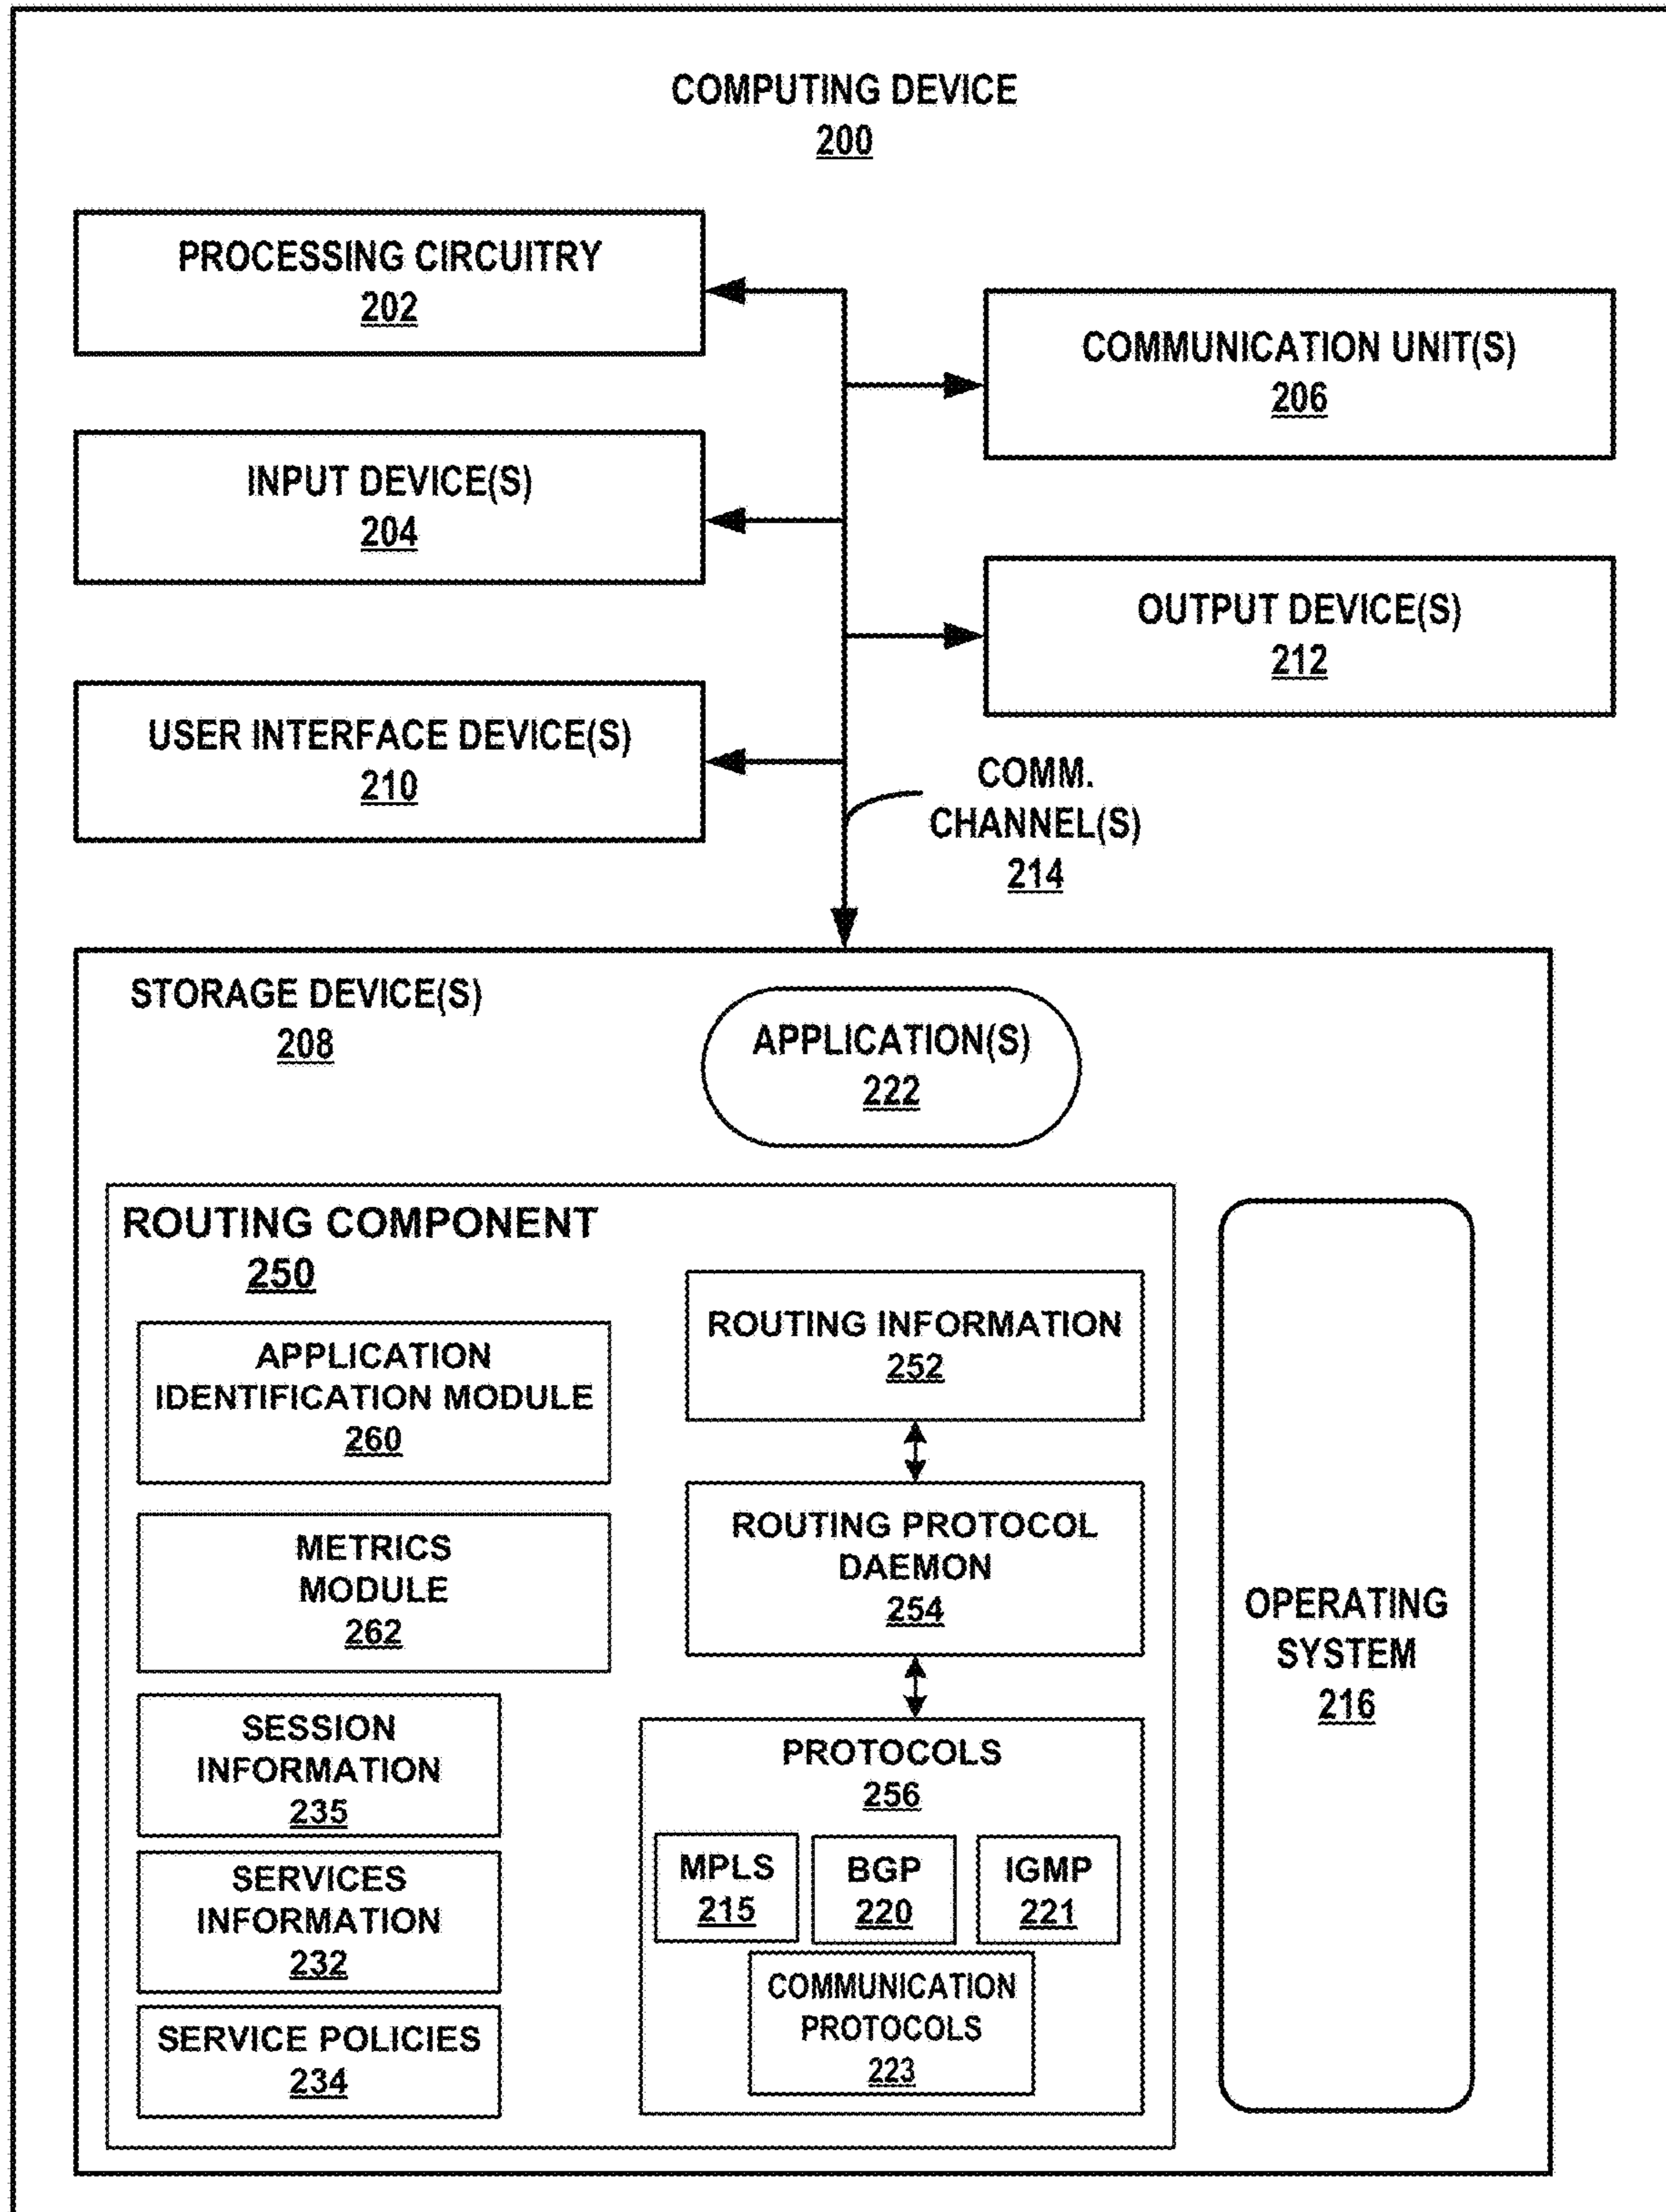 COMPUTING DEVICE
200
PROCESSING CIRCUITRY
202
COMMUNICATION UNIT(S)
206
INPUT DEVICE(S)
204
OUTPUT DEVICE(S)
212
USER INTERFACE DEVICE(S)
210
COMM.
CHANNEL(S)
214
STORAGE DEVICE(S)
208
APPLICATION(S)
222
ROUTING COMPONENT
250
APPLICATION
IDENTIFICATION MODULE
260
METRICS
MODULE
262
SESSION
INFORMATION
235
SERVICES
INFORMATION
232
SERVICE POLICIES
234
ROUTING INFORMATION
252
ROUTING PROTOCOL
DAEMON
254
PROTOCOLS
256
MPLS
215
BGP
220
IGMP
221
COMMUNICATION
PROTOCOLS
223
OPERATING
SYSTEM
216